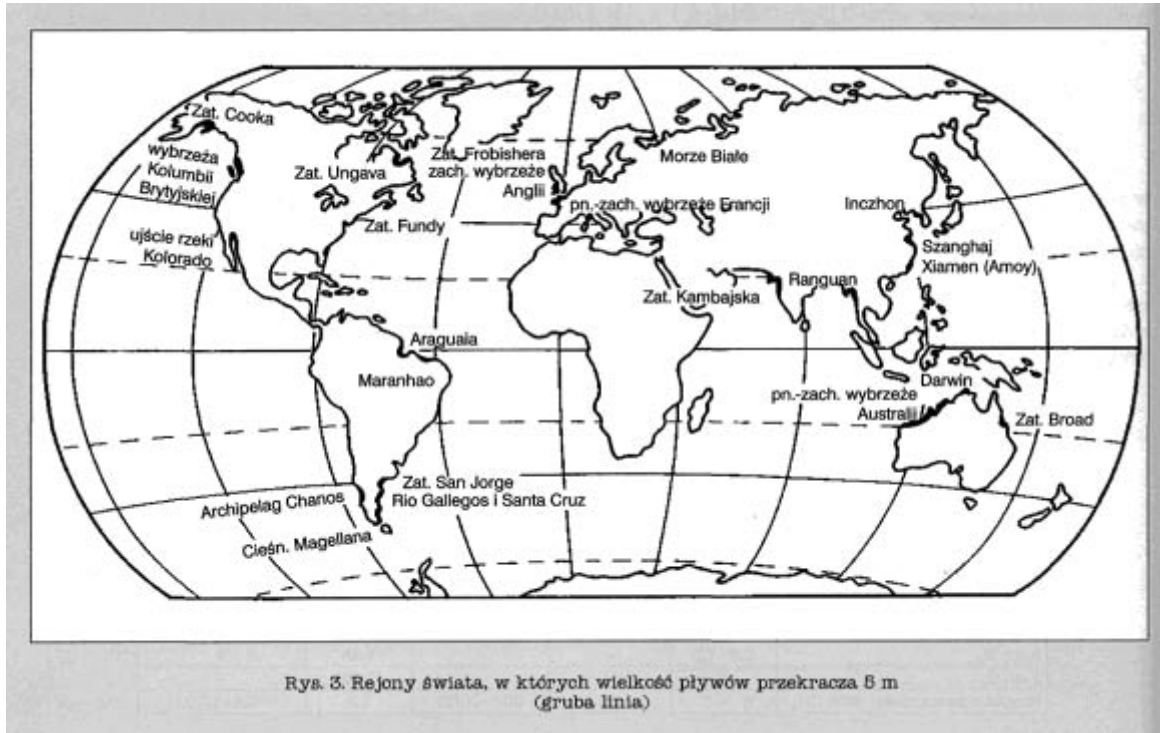 Zat. Cooka
wybrzeża
Kolumbii
Brytyjskiej
ujście rzeki
Kolorado
Zat. Ungava
Zat. Frobishera
zach. wybrzeże
Anglii
pn.-zach. wybrzeże Francji
Zat. Fundy
Morze Białe
Inczhon
Szanghaj
Xiamen (Amoy)
Ranguan
Zat. Kambajska
Araguaia
Maranhao
Darwin
pn.-zach. wybrzeże
Australii
Zat. Broad
Zat. San Jorge
Rio Gallegos i Santa Cruz
Archipelag Chanos
Cieśn. Magellana
Rys. 3. Rejony świata, w których wielkość pływów przekracza 5 m
(gruba linia)